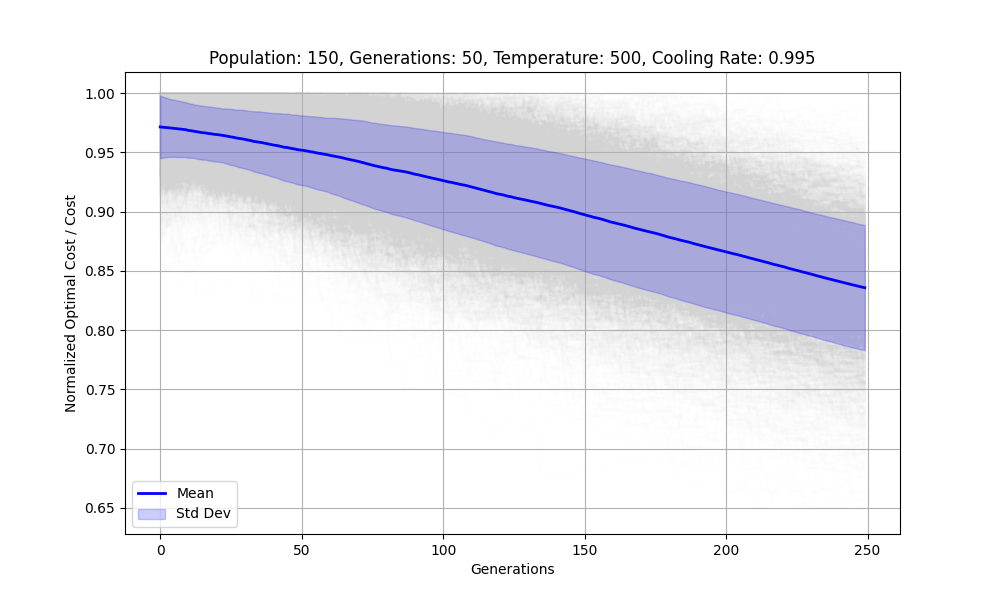 Population: 150, Generations: 50, Temperature: 500, Cooling Rate: 0.995
Normalized Optimal Cost / Cost
1.00
0.95
0.90
0.85
0.80
0.75
0.70
0.65
Mean
Std Dev
0 50 100 150 200 250
Generations